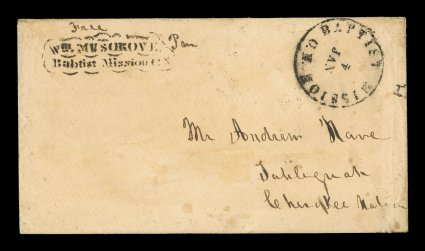 Free
Wm. MUSGROVE
Baptist Mission C.N.
BAPTIST MISSION C.N.
JAN
4
Mr Andrew Nave
Tahlequah
Cherokee Nation